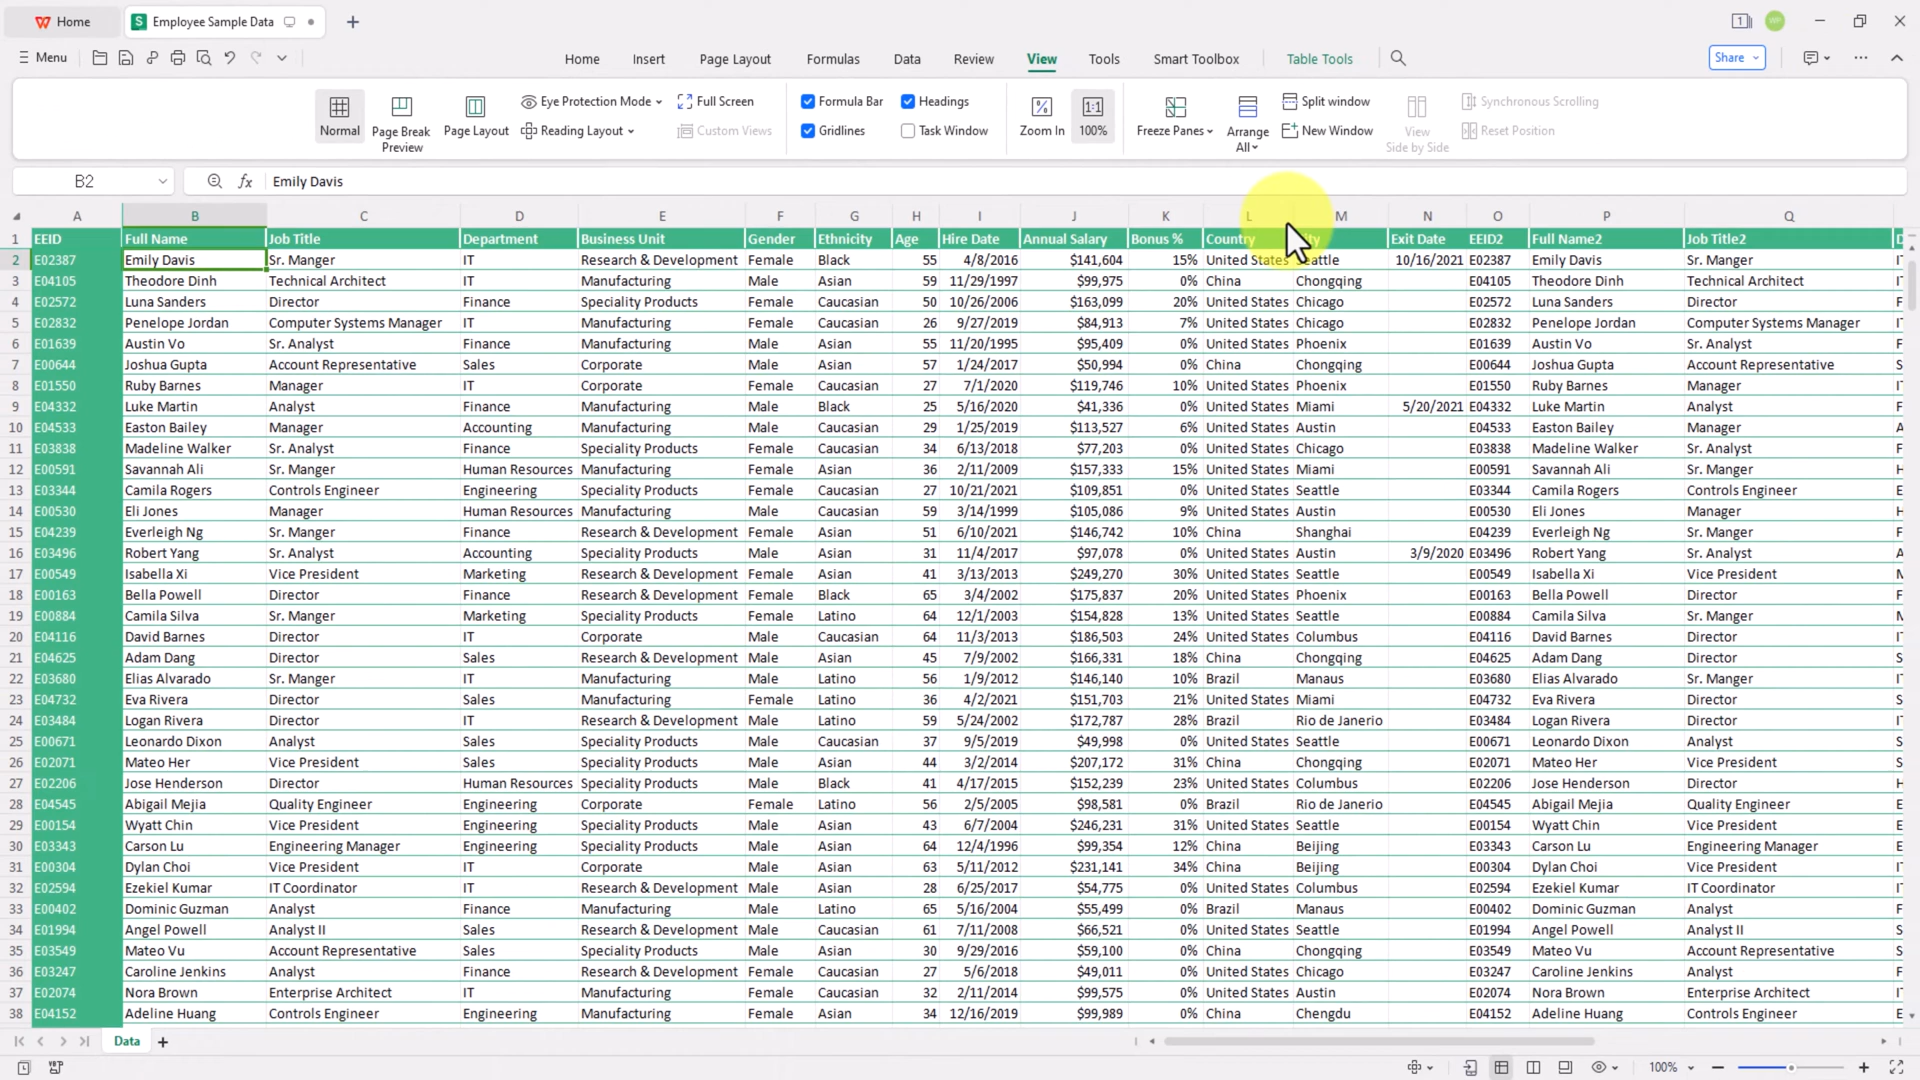 Home
Employee Sample Data
Menu
Home Insert Page Layout Formulas Data Review View Tools Smart Toolbox Table Tools
Share
Normal Page Break Preview Page Layout Eye Protection Mode Full Screen
Reading Layout Custom Views
Formula Bar Headings
Gridlines Task Window
Zoom In 100% Freeze Panes Arrange All
Split window
New Window
View Side by Side
Synchronous Scrolling
Reset Position
B2 fx Emily Davis
A B C D E F G H I J K L M N O P Q
1 EEID Full Name Job Title Department Business Unit Gender Ethnicity Age Hire Date Annual Salary Bonus % Country Exit Date EEID2 Full Name2 Job Title2
2 E02387 Emily Davis Sr. Manger IT Research & Development Female Black 55 4/8/2016 $141,604 15% United States Seattle 10/16/2021 E02387 Emily Davis Sr. Manger
3 E04105 Theodore Dinh Technical Architect IT Manufacturing Male Asian 59 11/29/1997 $99,975 0% China Chongqing E04105 Theodore Dinh Technical Architect
4 E02572 Luna Sanders Director Finance Speciality Products Female Caucasian 50 10/26/2006 $163,099 20% United States Chicago E02572 Luna Sanders Director
5 E02832 Penelope Jordan Computer Systems Manager IT Manufacturing Female Caucasian 26 9/27/2019 $84,913 7% United States Chicago E02832 Penelope Jordan Computer Systems Manager
6 E01639 Austin Vo Sr. Analyst Finance Manufacturing Male Asian 55 11/20/1995 $95,409 0% United States Phoenix E01639 Austin Vo Sr. Analyst
7 E00644 Joshua Gupta Account Representative Sales Corporate Male Asian 57 1/24/2017 $50,994 0% China Chongqing E00644 Joshua Gupta Account Representative
8 E01550 Ruby Barnes Manager IT Corporate Female Caucasian 27 7/1/2020 $119,746 10% United States Phoenix E01550 Ruby Barnes Manager
9 E04332 Luke Martin Analyst Finance Manufacturing Male Black 25 5/16/2020 $41,336 0% United States Miami 5/20/2021 E04332 Luke Martin Analyst
10 E04533 Easton Bailey Manager Accounting Manufacturing Male Caucasian 29 1/25/2019 $113,527 6% United States Austin E04533 Easton Bailey Manager
11 E03838 Madeline Walker Sr. Analyst Finance Speciality Products Female Caucasian 34 6/13/2018 $77,203 0% United States Chicago E03838 Madeline Walker Sr. Analyst
12 E00591 Savannah Ali Sr. Manger Human Resources Manufacturing Female Asian 36 2/11/2009 $157,333 15% United States Miami E00591 Savannah Ali Sr. Manger
13 E03344 Camila Rogers Controls Engineer Engineering Speciality Products Female Caucasian 27 10/21/2021 $109,851 0% United States Seattle E03344 Camila Rogers Controls Engineer
14 E00530 Eli Jones Manager Human Resources Manufacturing Male Caucasian 59 3/14/1999 $105,086 9% United States Austin E00530 Eli Jones Manager
15 E04239 Everleigh Ng Sr. Manger Finance Research & Development Female Asian 51 6/10/2021 $146,742 10% China Shanghai E04239 Everleigh Ng Sr. Manger
16 E03496 Robert Yang Sr. Analyst Accounting Speciality Products Male Asian 31 11/4/2017 $97,078 0% United States Austin 3/9/2020 E03496 Robert Yang Sr. Analyst
17 E00549 Isabella Xi Vice President Marketing Research & Development Female Asian 41 3/13/2013 $249,270 30% United States Seattle E00549 Isabella Xi Vice President
18 E00163 Bella Powell Director Finance Research & Development Female Black 65 3/4/2002 $175,837 20% United States Phoenix E00163 Bella Powell Director
19 E00884 Camila Silva Sr. Manger Marketing Speciality Products Female Latino 64 12/1/2003 $154,828 13% United States Seattle E00884 Camila Silva Sr. Manger
20 E04116 David Barnes Director IT Corporate Male Caucasian 64 11/3/2013 $186,503 24% United States Columbus E04116 David Barnes Director
21 E04625 Adam Dang Director Sales Research & Development Male Asian 45 7/9/2002 $166,331 18% China Chongqing E04625 Adam Dang Director
22 E03680 Elias Alvarado Sr. Manger IT Manufacturing Male Latino 56 1/9/2012 $146,140 10% Brazil Manaus E03680 Elias Alvarado Sr. Manger
23 E04732 Eva Rivera Director Sales Manufacturing Female Latino 36 4/2/2021 $151,703 21% United States Miami E04732 Eva Rivera Director
24 E03484 Logan Rivera Director IT Research & Development Male Latino 59 5/24/2002 $172,787 28% Brazil Rio de Janerio E03484 Logan Rivera Director
25 E00671 Leonardo Dixon Analyst Sales Speciality Products Male Caucasian 37 9/5/2019 $49,998 0% United States Seattle E00671 Leonardo Dixon Analyst
26 E02071 Mateo Her Vice President Sales Speciality Products Male Asian 44 3/2/2014 $207,172 31% China Chongqing E02071 Mateo Her Vice President
27 E02206 Jose Henderson Director Human Resources Speciality Products Male Black 41 4/17/2015 $152,239 23% United States Columbus E02206 Jose Henderson Director
28 E04545 Abigail Mejia Quality Engineer Engineering Corporate Female Latino 56 2/5/2005 $98,581 0% Brazil Rio de Janerio E04545 Abigail Mejia Quality Engineer
29 E00154 Wyatt Chin Vice President Engineering Speciality Products Male Asian 43 6/7/2004 $246,231 31% United States Seattle E00154 Wyatt Chin Vice President
30 E03343 Carson Lu Engineering Manager Engineering Speciality Products Male Asian 64 12/4/1996 $99,354 12% China Beijing E03343 Carson Lu Engineering Manager
31 E00304 Dylan Choi Vice President IT Corporate Male Asian 63 5/11/2012 $231,141 34% China Beijing E00304 Dylan Choi Vice President
32 E02594 Ezekiel Kumar IT Coordinator IT Research & Development Male Asian 28 6/25/2017 $54,775 0% United States Columbus E02594 Ezekiel Kumar IT Coordinator
33 E00402 Dominic Guzman Analyst Finance Manufacturing Male Latino 65 5/16/2004 $55,499 0% Brazil Manaus E00402 Dominic Guzman Analyst
34 E01994 Angel Powell Analyst II Sales Research & Development Male Caucasian 61 7/11/2008 $66,521 0% United States Seattle E01994 Angel Powell Analyst II
35 E03549 Mateo Vu Account Representative Sales Speciality Products Male Asian 30 9/29/2016 $59,100 0% China Chongqing E03549 Mateo Vu Account Representative
36 E03247 Caroline Jenkins Analyst Finance Research & Development Female Caucasian 27 5/6/2018 $49,011 0% United States Chicago E03247 Caroline Jenkins Analyst
37 E02074 Nora Brown Enterprise Architect IT Manufacturing Female Caucasian 32 2/11/2014 $99,575 0% United States Austin E02074 Nora Brown Enterprise Architect
38 E04152 Adeline Huang Controls Engineer Engineering Manufacturing Female Asian 34 12/16/2019 $99,989 0% China Chengdu E04152 Adeline Huang Controls Engineer
Data
100%